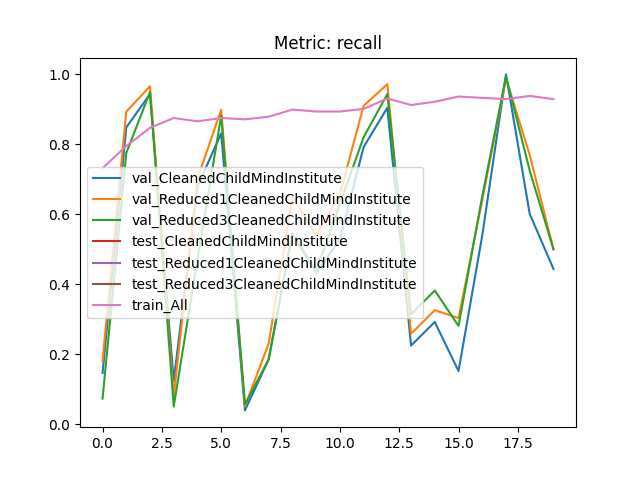 Metric: recall
1.0
0.8
0.6
0.4
0.2
0.0
val_CleanedChildMindInstitute
val_Reduced1CleanedChildMindInstitute
val_Reduced3CleanedChildMindInstitute
test_CleanedChildMindInstitute
test_Reduced1CleanedChildMindInstitute
test_Reduced3CleanedChildMindInstitute
train_All
0.0 2.5 5.0 7.5 10.0 12.5 15.0 17.5